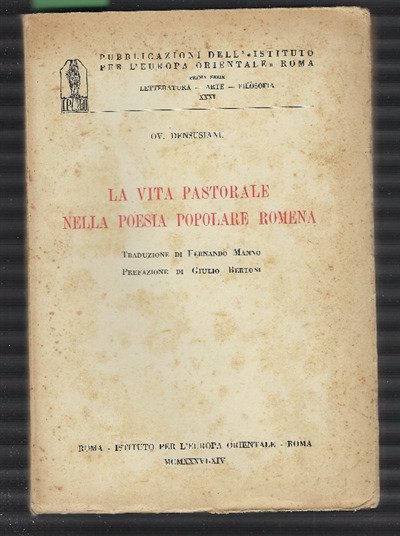 PUBBLICAZIONI DELL'«ISTITUTO
PER L'EUROPA ORIENTALE» ROMA
PRIMA SERIE
LETTERATURA - ARTE - FILOSOFIA
XXXI
OV. DENSUSIANU.
LA VITA PASTORALE
NELLA POESIA POPOLARE ROMENA
TRADUZIONE DI FERNANDO MANNO
PREFAZIONE DI GIULIO BERTONI
ROMA - ISTITUTO PER L'EUROPA ORIENTALE - ROMA
MCMXXXVI-XIV